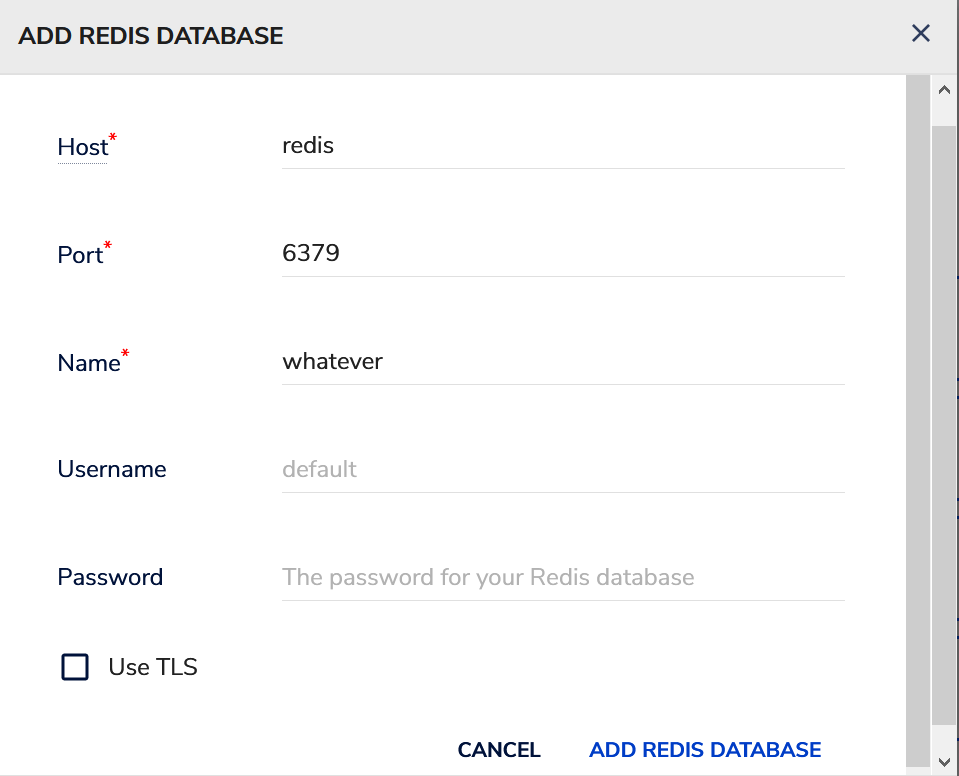 ADD REDIS DATABASE
Host* redis
Port* 6379
Name* whatever
Username default
Password The password for your Redis database
Use TLS
CANCEL ADD REDIS DATABASE